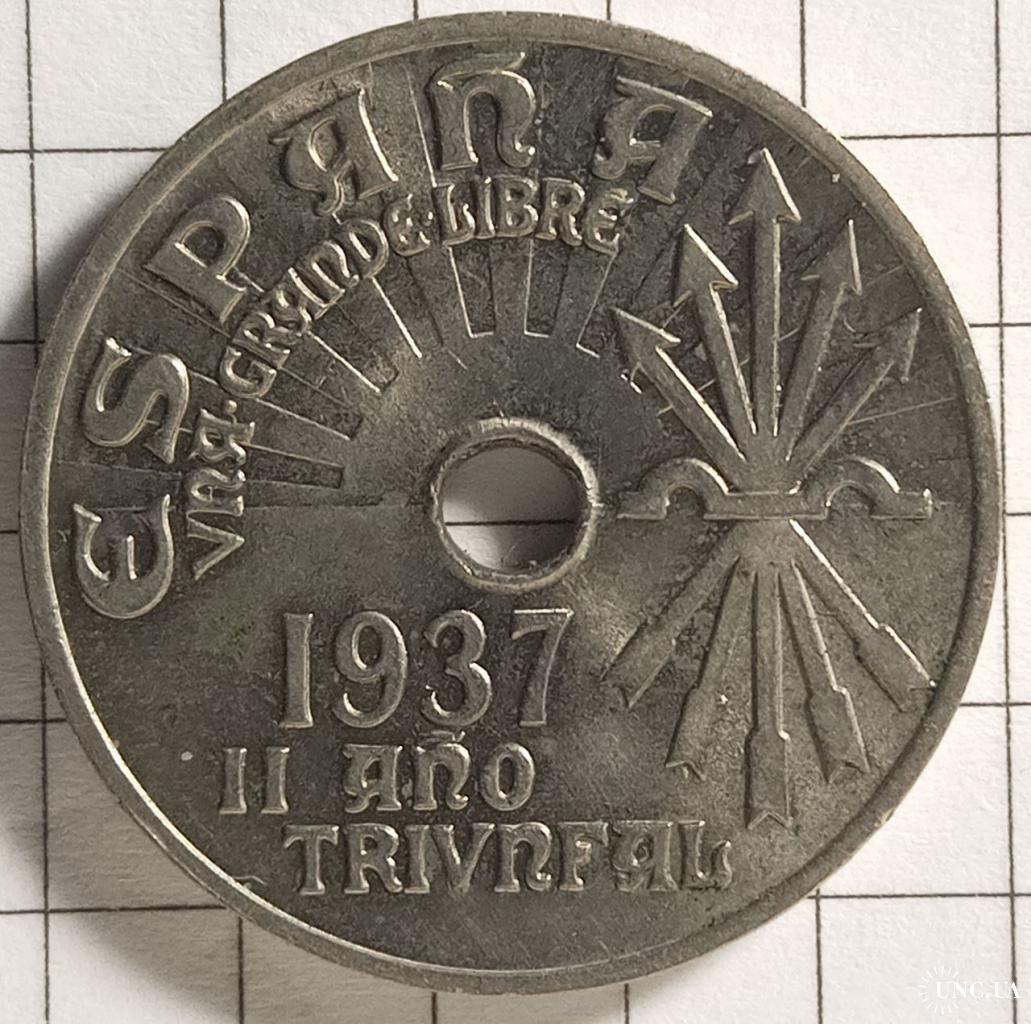 ESPAÑA
VNA·GRANDE·LIBRE
1937
II AÑO
TRIVNFAL
UNC.UA